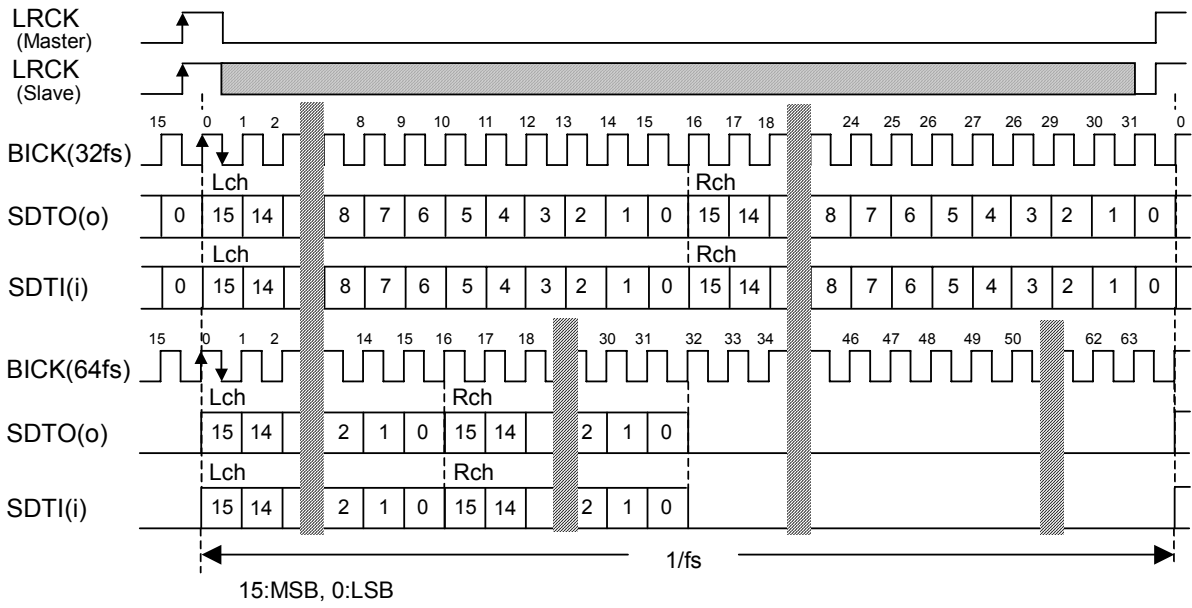 LRCK
(Master)
LRCK
(Slave)
15 0 1 2 8 9 10 11 12 13 14 15 16 17 18 24 25 26 27 26 29 30 31 0
BICK(32fs)
Lch Rch
SDTO(o) 0 15 14 8 7 6 5 4 3 2 1 0 15 14 8 7 6 5 4 3 2 1 0
Lch Rch
SDTI(i) 0 15 14 8 7 6 5 4 3 2 1 0 15 14 8 7 6 5 4 3 2 1 0
15 0 1 2 14 15 16 17 18 30 31 32 33 34 46 47 48 49 50 62 63
BICK(64fs)
Lch Rch
SDTO(o) 15 14 2 1 0 15 14 2 1 0
Lch Rch
SDTI(i) 15 14 2 1 0 15 14 2 1 0
1/fs
15:MSB, 0:LSB